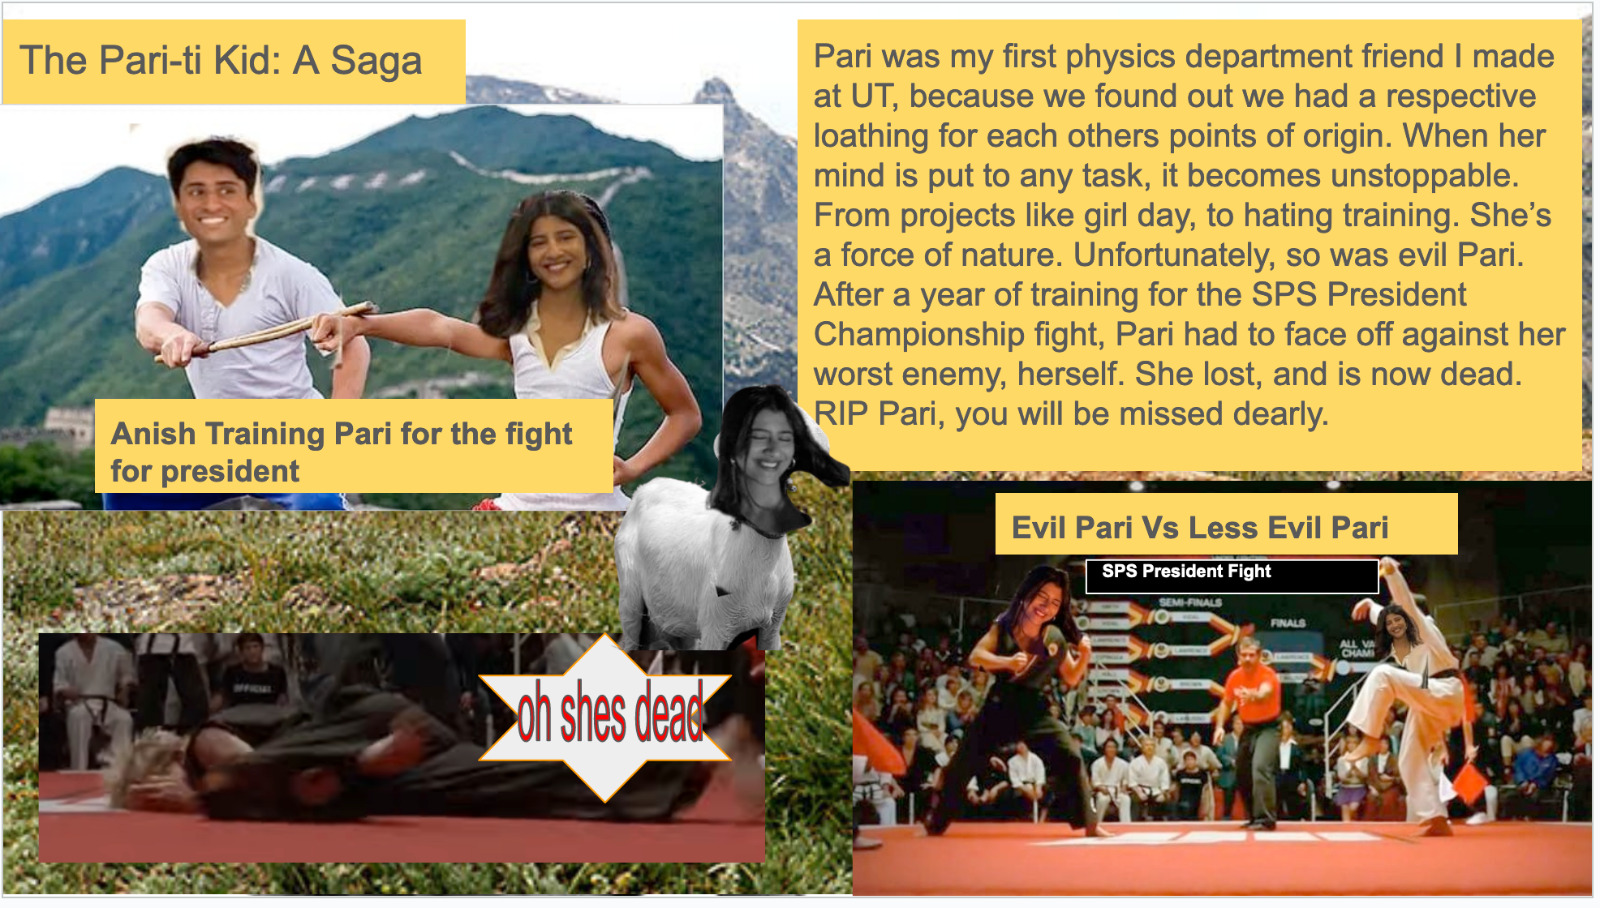 The Pari-ti Kid: A Saga
Pari was my first physics department friend I made
at UT, because we found out we had a respective
loathing for each others points of origin. When her
mind is put to any task, it becomes unstoppable.
From projects like girl day, to hating training. She’s
a force of nature. Unfortunately, so was evil Pari.
After a year of training for the SPS President
Championship fight, Pari had to face off against her
worst enemy, herself. She lost, and is now dead.
RIP Pari, you will be missed dearly.
Anish Training Pari for the fight
for president
Evil Pari Vs Less Evil Pari
SPS President Fight
SEMI-FINALS
FINALS
ALL VA
CHAMI
LAWRENCE
LAWRENCE
LAWRENCE
BROWN
OFFICIAL
oh shes dead